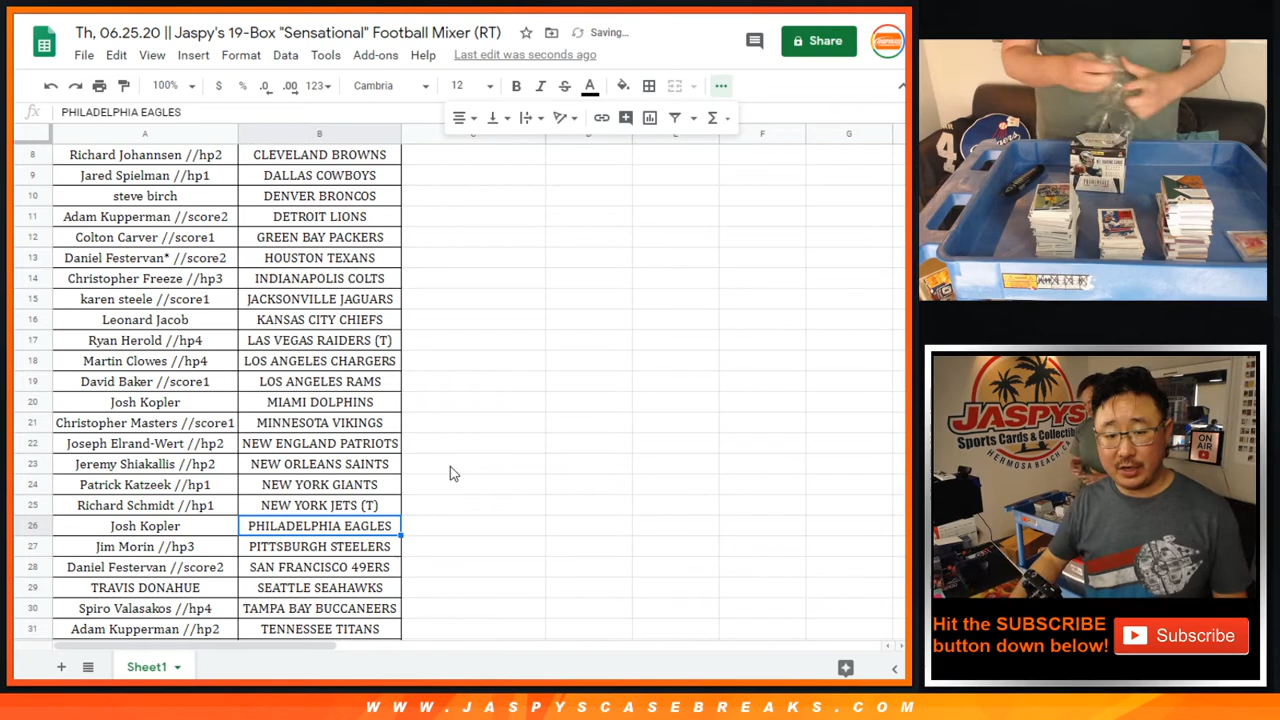 Th, 06.25.20 || Jaspy's 19-Box "Sensational" Football Mixer (RT)
Saving...
File Edit View Insert Format Data Tools Add-ons Help Last edit was seconds ago
Share
100% $ % .0 .00 123 Cambria 12 B I S A
fx PHILADELPHIA EAGLES
A B C D E F G
8 Richard Johannsen //hp2 CLEVELAND BROWNS
9 Jared Spielman //hp1 DALLAS COWBOYS
10 steve birch DENVER BRONCOS
11 Adam Kupperman //score2 DETROIT LIONS
12 Colton Carver //score1 GREEN BAY PACKERS
13 Daniel Festervan* //score2 HOUSTON TEXANS
14 Christopher Freeze //hp3 INDIANAPOLIS COLTS
15 karen steele //score1 JACKSONVILLE JAGUARS
16 Leonard Jacob KANSAS CITY CHIEFS
17 Ryan Herold //hp4 LAS VEGAS RAIDERS (T)
18 Martin Clowes //hp4 LOS ANGELES CHARGERS
19 David Baker //score1 LOS ANGELES RAMS
20 Josh Kopler MIAMI DOLPHINS
21 Christopher Masters //score1 MINNESOTA VIKINGS
22 Joseph Elrand-Wert //hp2 NEW ENGLAND PATRIOTS
23 Jeremy Shiakallis //hp2 NEW ORLEANS SAINTS
24 Patrick Katzeek //hp1 NEW YORK GIANTS
25 Richard Schmidt //hp1 NEW YORK JETS (T)
26 Josh Kopler PHILADELPHIA EAGLES
27 Jim Morin //hp3 PITTSBURGH STEELERS
28 Daniel Festervan //score2 SAN FRANCISCO 49ERS
29 TRAVIS DONAHUE SEATTLE SEAHAWKS
30 Spiro Valasakos //hp4 TAMPA BAY BUCCANEERS
31 Adam Kupperman //hp2 TENNESSEE TITANS
Sheet1
JASPYS
Sports Cards & Collectib
HERMOSA BEACH, CA
ON AIR
Hit the SUBSCRIBE
button down below!
Subscribe
WWW.JASPYSCASEBREAKS.COM